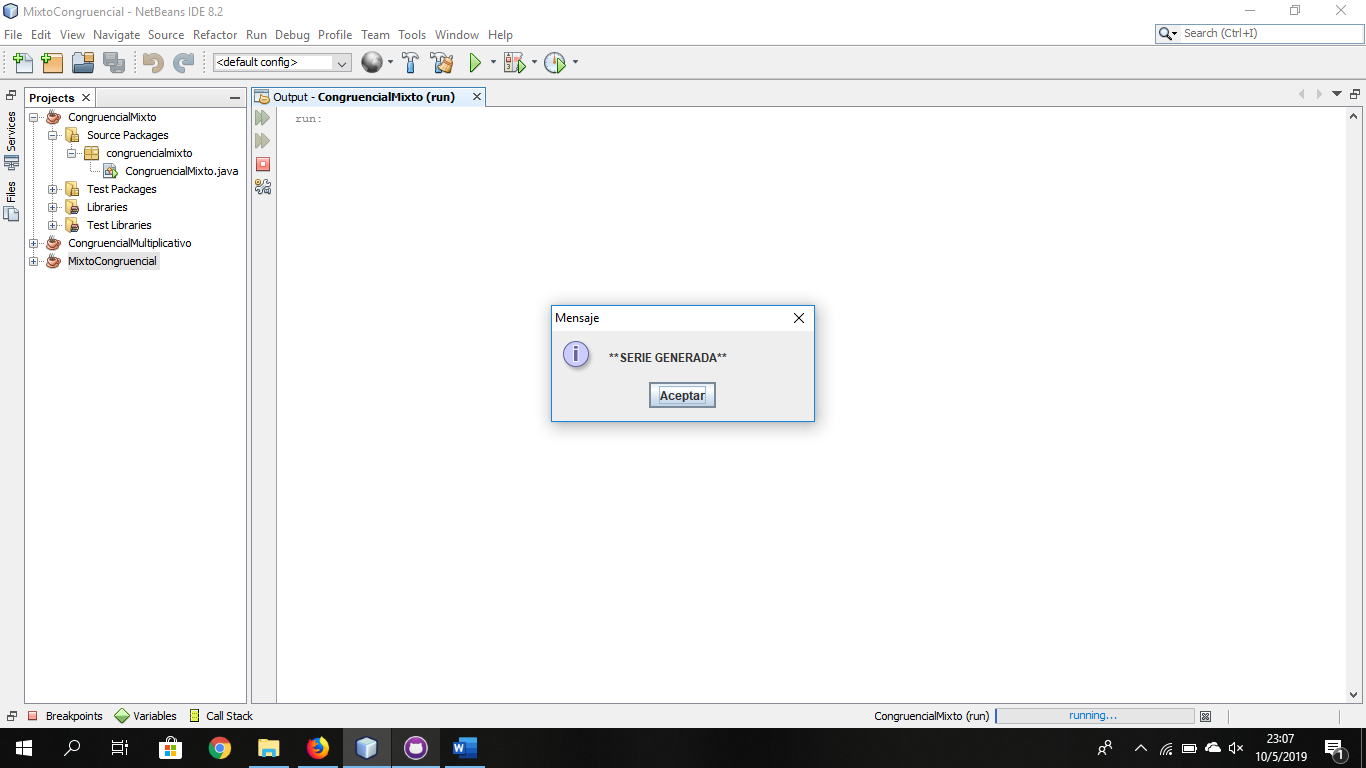 MixtoCongruencial - NetBeans IDE 8.2
File Edit View Navigate Source Refactor Run Debug Profile Team Tools Window Help
Search (Ctrl+I)
<default config>
Services
Files
Projects
CongruencialMixto
Source Packages
congruencialmixto
CongruencialMixto.java
Test Packages
Libraries
Test Libraries
CongruencialMultiplicativo
MixtoCongruencial
Output - CongruencialMixto (run)
run:
Mensaje
i
**SERIE GENERADA**
Aceptar
Breakpoints Variables Call Stack
CongruencialMixto (run) running...
23:07
10/5/2019
1